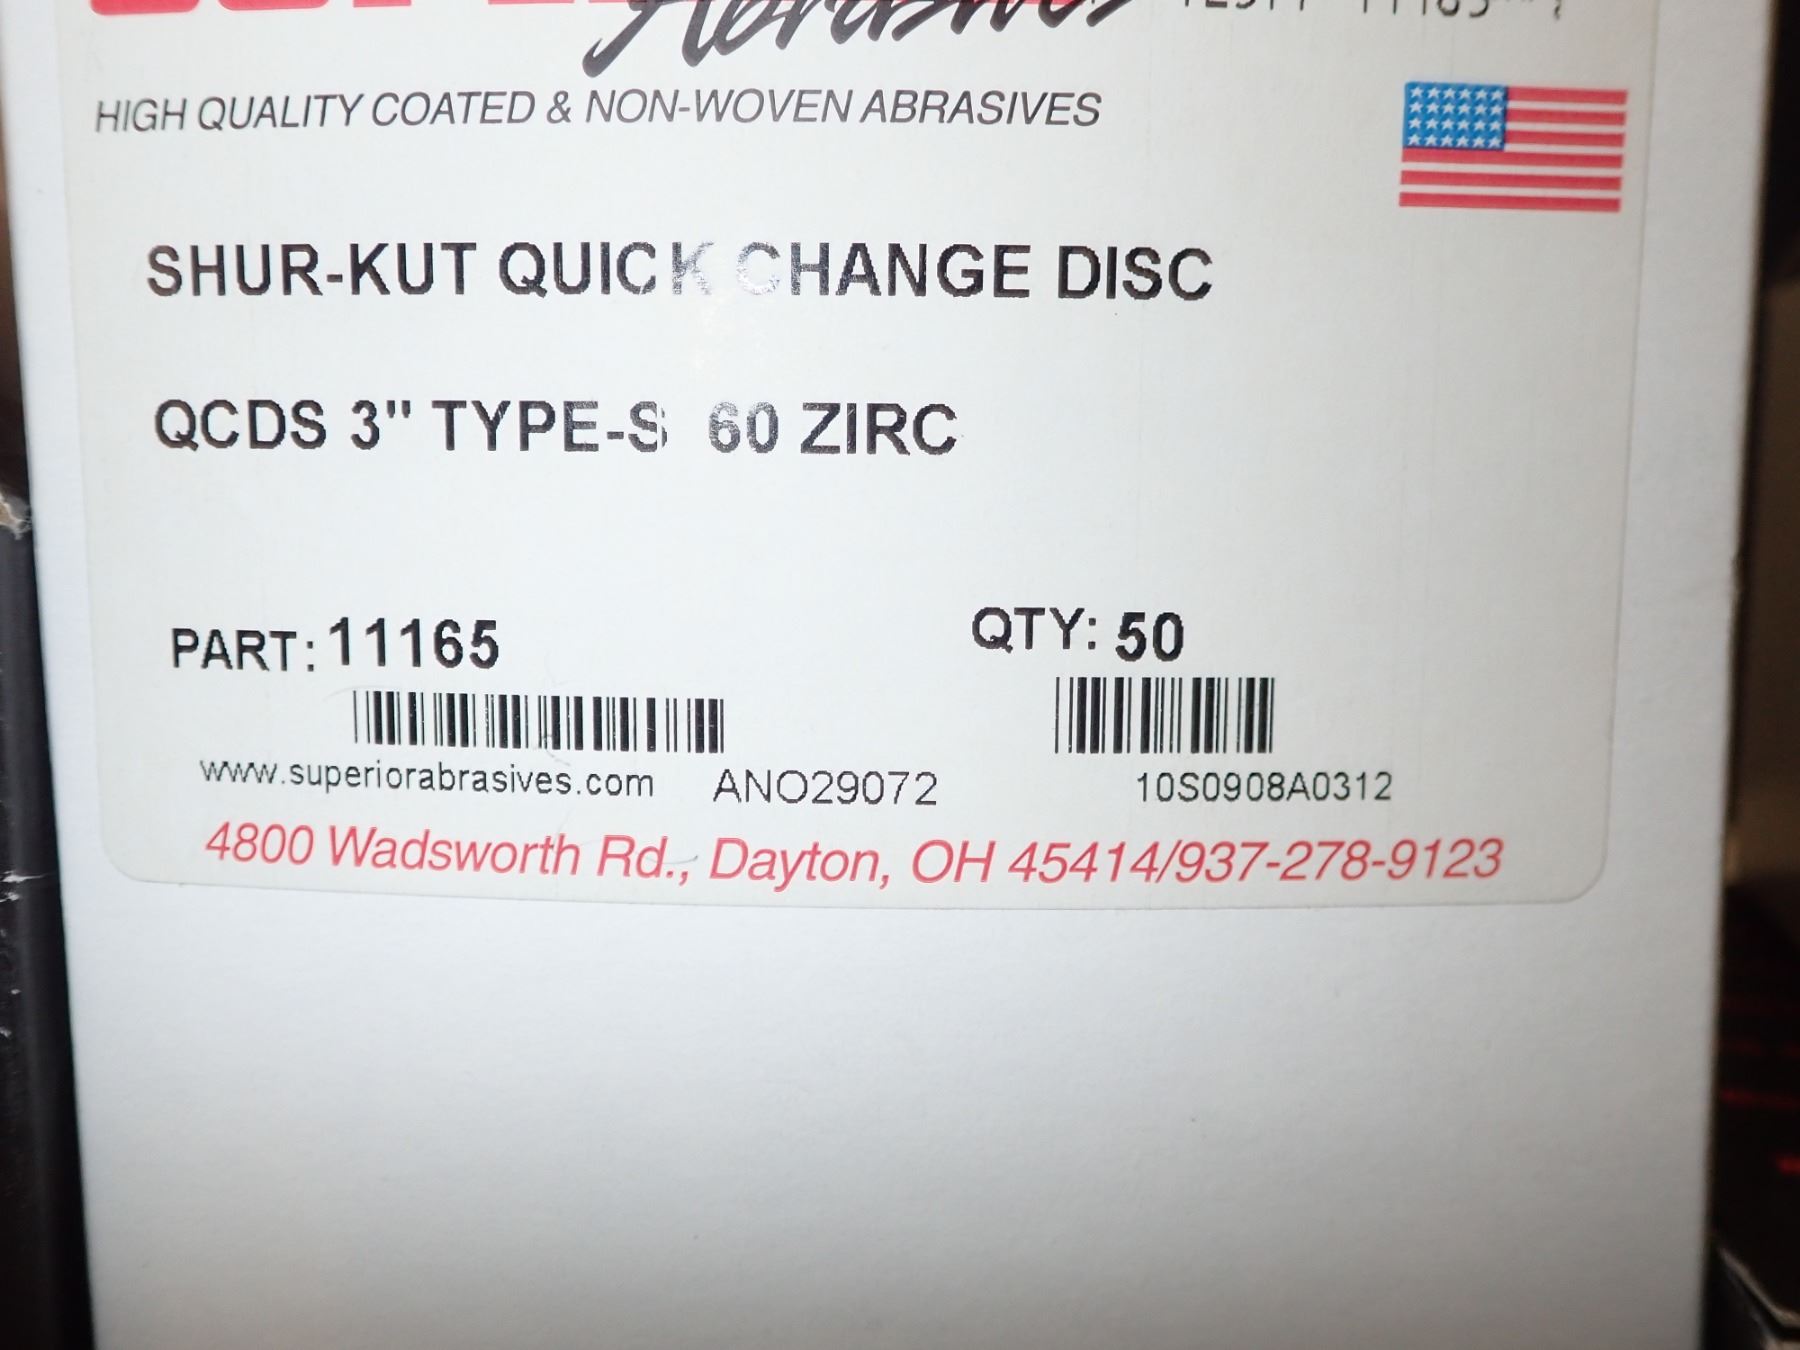 Abrasives
HIGH QUALITY COATED & NON-WOVEN ABRASIVES
SHUR-KUT QUICK CHANGE DISC
QCDS 3" TYPE-S 60 ZIRC
PART: 11165 QTY: 50
www.superiorabrasives.com ANO29072 10S0908A0312
4800 Wadsworth Rd., Dayton, OH 45414/937-278-9123